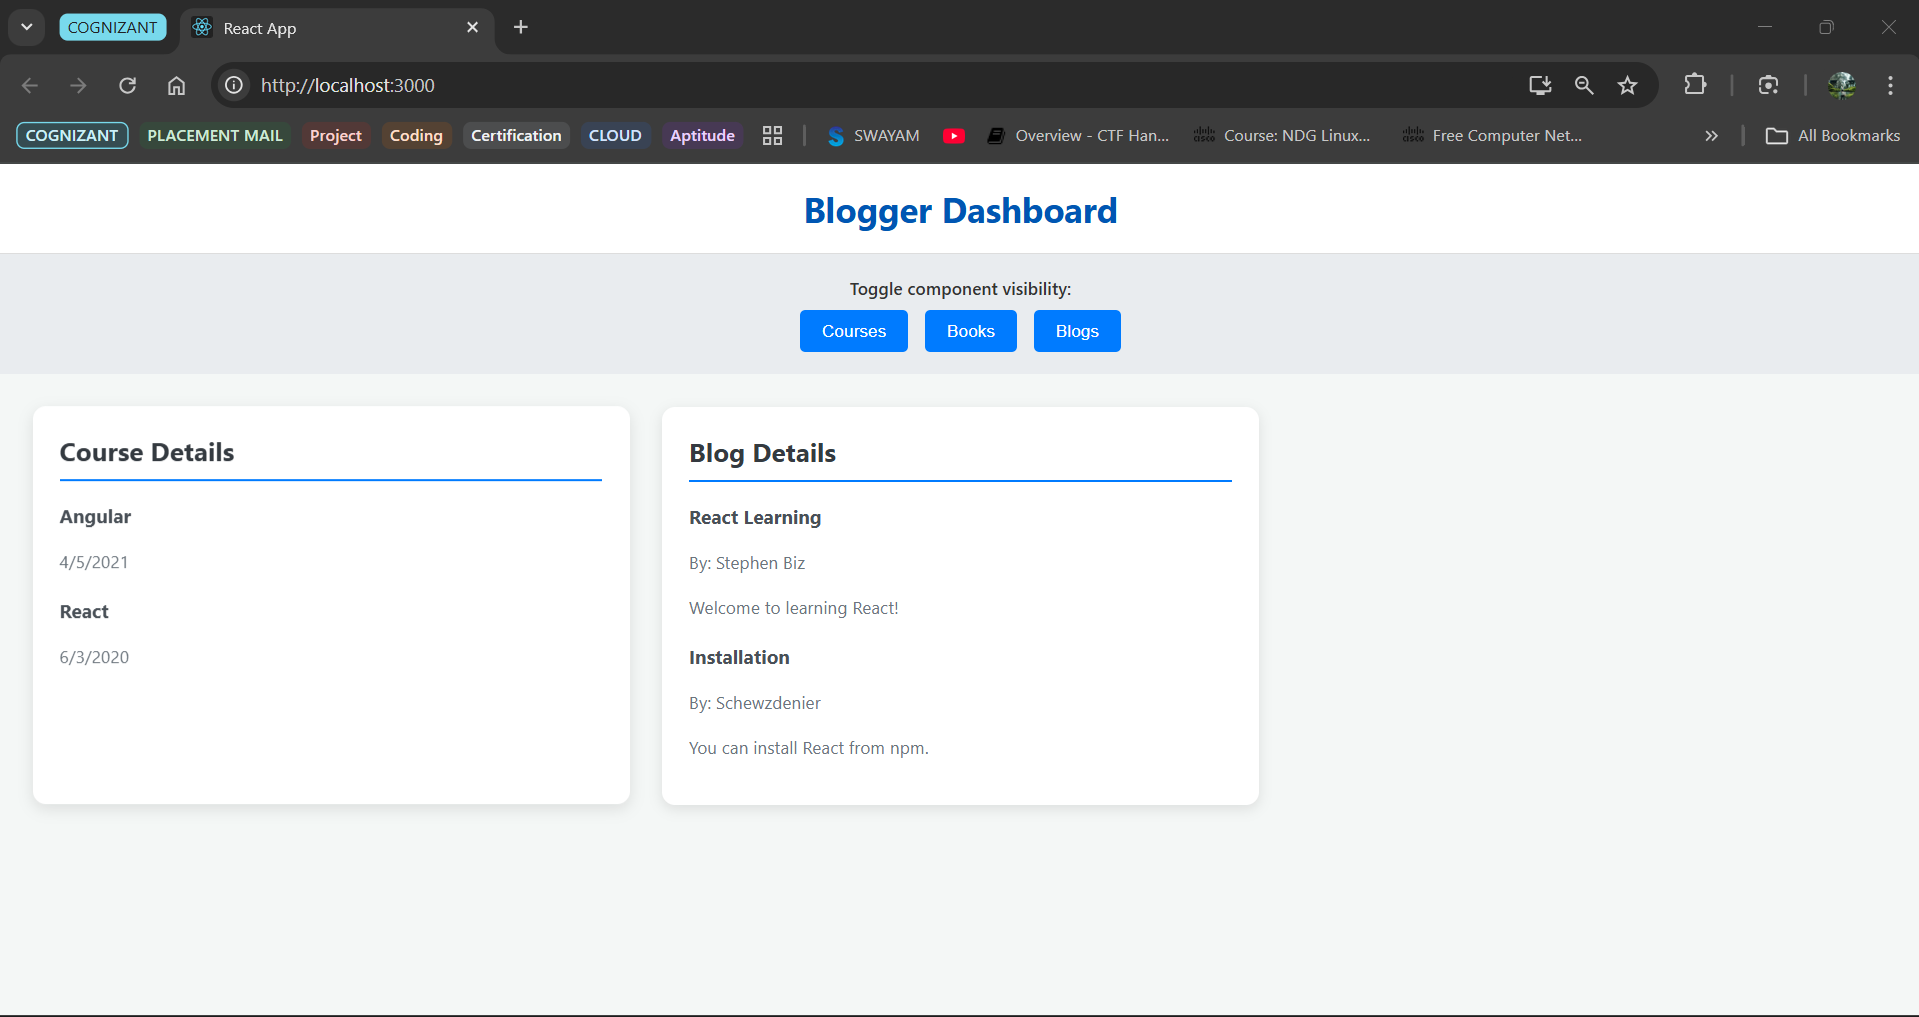 COGNIZANT
React App
http://localhost:3000
COGNIZANT PLACEMENT MAIL Project Coding Certification CLOUD Aptitude SWAYAM Overview - CTF Han... Course: NDG Linux... Free Computer Net... All Bookmarks
Blogger Dashboard
Toggle component visibility:
Courses Books Blogs
Course Details
Angular
4/5/2021
React
6/3/2020
Blog Details
React Learning
By: Stephen Biz
Welcome to learning React!
Installation
By: Schewzdenier
You can install React from npm.